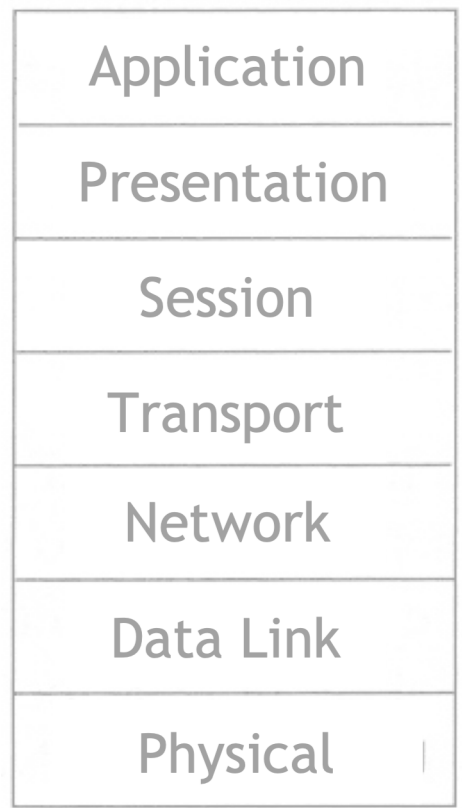 Application
Presentation
Session
Transport
Network
Data Link
Physical